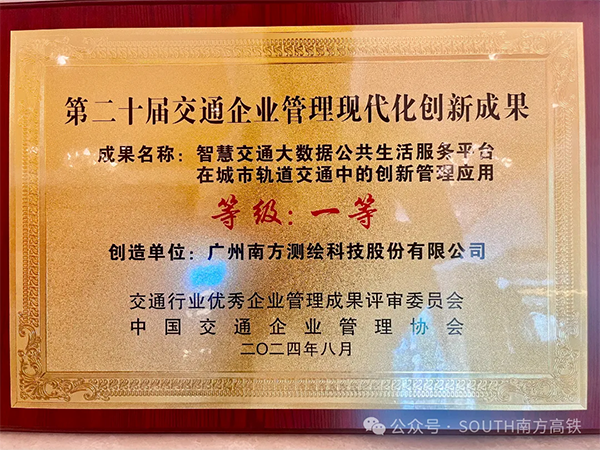 第二十届交通企业管理现代化创新成果
成果名称：智慧交通大数据公共生活服务平台
在城市轨道交通中的创新管理应用
等级：一等
创造单位：广州南方测绘科技股份有限公司
交通行业优秀企业管理成果评审委员会
中国交通企业管理协会
二〇二四年八月
公众号 · SOUTH南方高铁